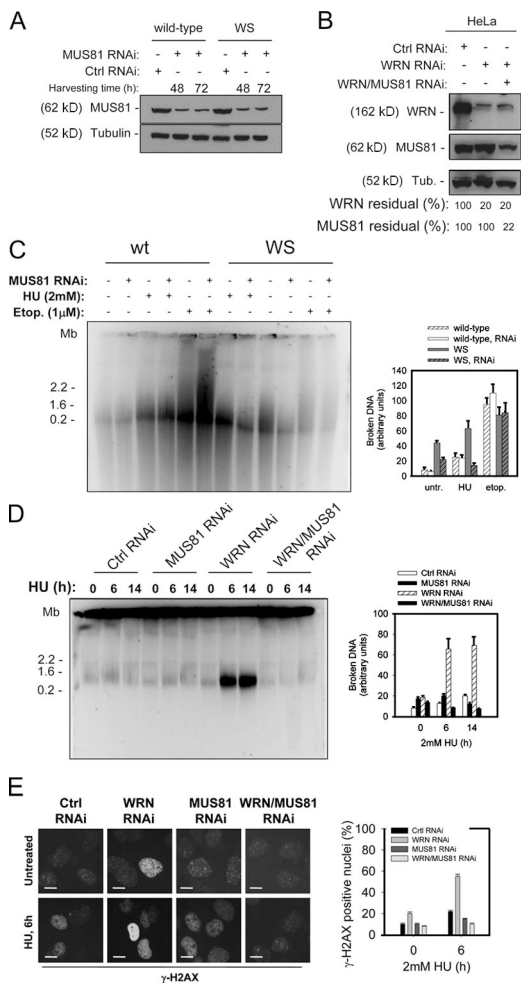 A
wild-type WS
MUS81 RNAi: - + + - + +
Ctrl RNAi: + - - + - -
Harvesting time (h): 48 72 48 72
(62 kD) MUS81 -
(52 kD) Tubulin -
B
HeLa
Ctrl RNAi: + - -
WRN RNAi: - + +
WRN/MUS81 RNAi: - - +
(162 kD) WRN -
(62 kD) MUS81 -
(52 kD) Tub. -
WRN residual (%): 100 20 20
MUS81 residual (%): 100 100 22
C
wt WS
MUS81 RNAi: - + - + - + - + - + - +
HU (2mM): - - + + - - + + - - - -
Etop. (1µM): - - - - + + - - - - + +
Mb
2.2 -
1.6 -
0.2 -
wild-type
wild-type, RNAi
WS
WS, RNAi
Broken DNA
(arbitrary units)
140
120
100
80
60
40
20
0
untr. HU etop.
D
Ctrl RNAi MUS81 RNAi WRN RNAi WRN/MUS81 RNAi
HU (h): 0 6 14 0 6 14 0 6 14 0 6 14
Mb
2.2 -
1.6 -
0.2 -
Ctrl RNAi
MUS81 RNAi
WRN RNAi
WRN/MUS81 RNAi
Broken DNA
(arbitrary units)
100
80
60
40
20
0
0 6 14
2mM HU (h)
E
Ctrl RNAi WRN RNAi MUS81 RNAi WRN/MUS81 RNAi
Untreated
HU, 6h
γ-H2AX
Crtl RNAi
WRN RNAi
MUS81 RNAi
WRN/MUS81 RNAi
γ-H2AX positive nuclei (%)
100
80
60
40
20
0
0 6
2mM HU (h)